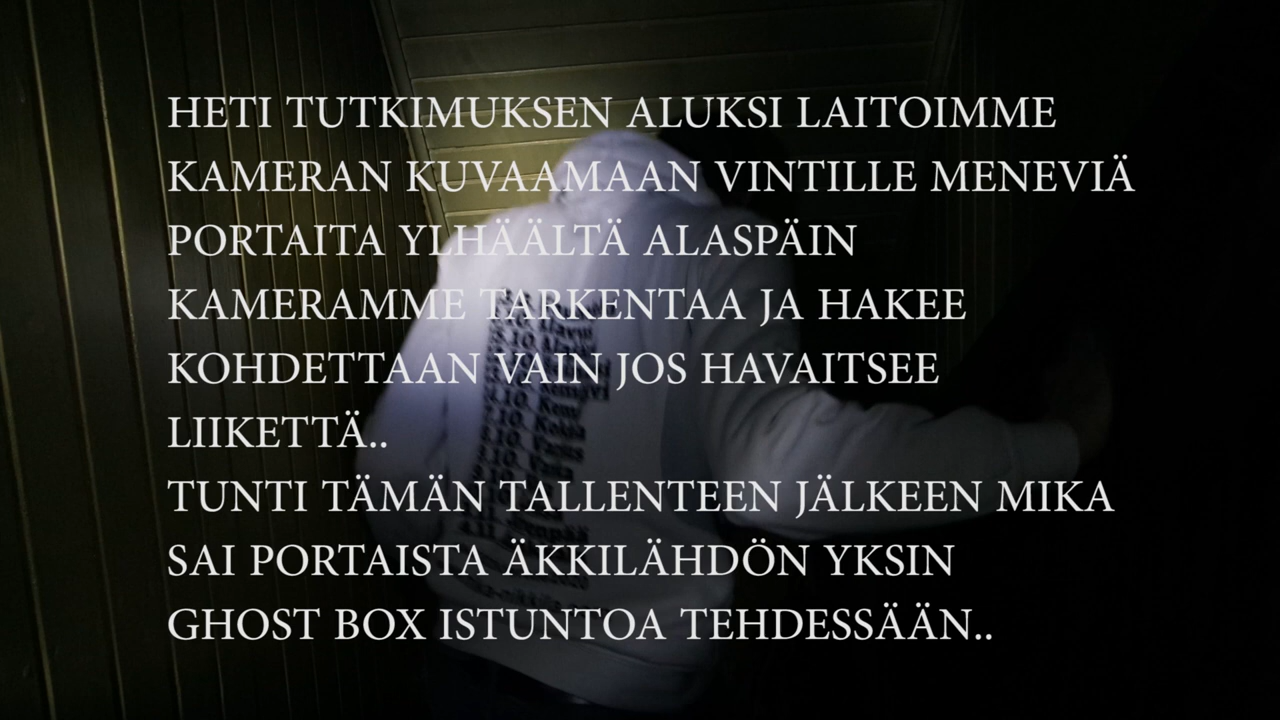 HETI TUTKIMUKSEN ALUKSI LAITOIMME
KAMERAN KUVAAMAAN VINTILLE MENEVIÄ
PORTAITA YLHÄÄLTÄ ALASPÄIN
KAMERAMME TARKENTAA JA HAKEE
KOHDETTAAN VAIN JOS HAVAITSEE
LIIKETTÄ..
TUNTI TÄMÄN TALLENTEEN JÄLKEEN MIKA
SAI PORTAISTA ÄKKILÄHDÖN YKSIN
GHOST BOX ISTUNTOA TEHDESSÄÄN..